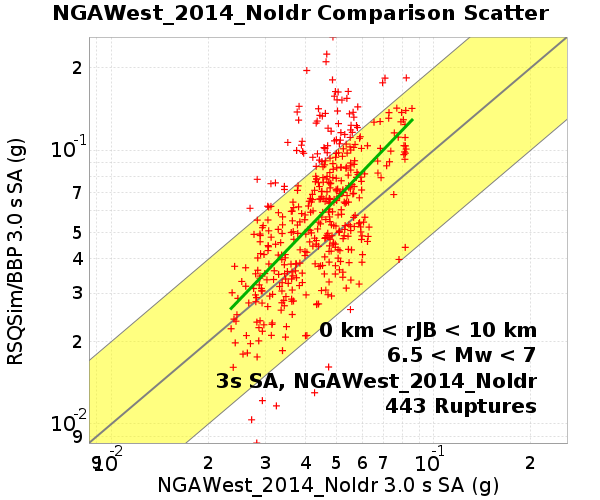 NGAWest_2014_NoIdr Comparison Scatter
RSQSim/BBP 3.0 s SA (g)
2
10-1
7
5
4
3
2
10-2
9
0 km < rJB < 10 km
6.5 < Mw < 7
3s SA, NGAWest_2014_NoIdr
443 Ruptures
9 10-2 2 3 4 5 6 7 10-1 2
NGAWest_2014_NoIdr 3.0 s SA (g)